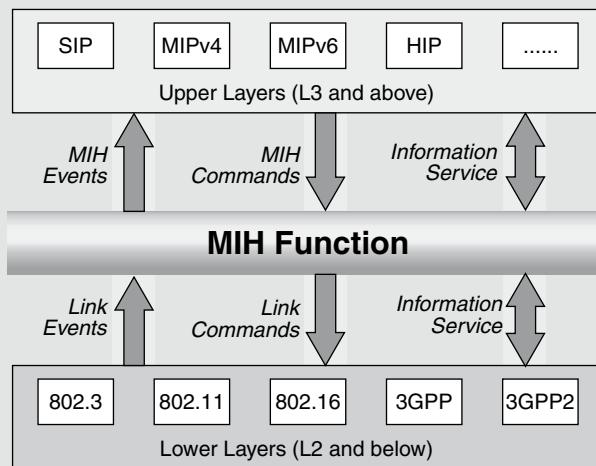 SIP MIPv4 MIPv6 HIP ......
Upper Layers (L3 and above)
MIH Events
MIH Commands
Information Service
MIH Function
Link Events
Link Commands
Information Service
802.3 802.11 802.16 3GPP 3GPP2
Lower Layers (L2 and below)